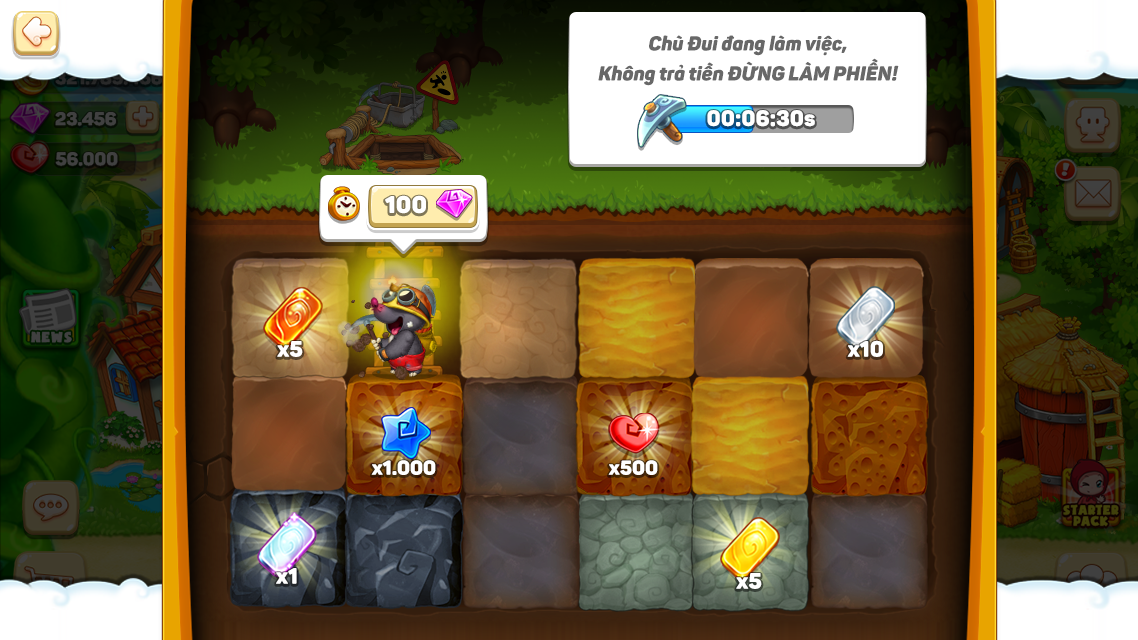 Chù Đui đang làm việc,
Không trả tiền ĐỪNG LÀM PHIỀN!
00:06:30s
23.456
56.000
100
x5
x10
x1.000
x500
x1
x5
NEWS
STARTER
PACK
!